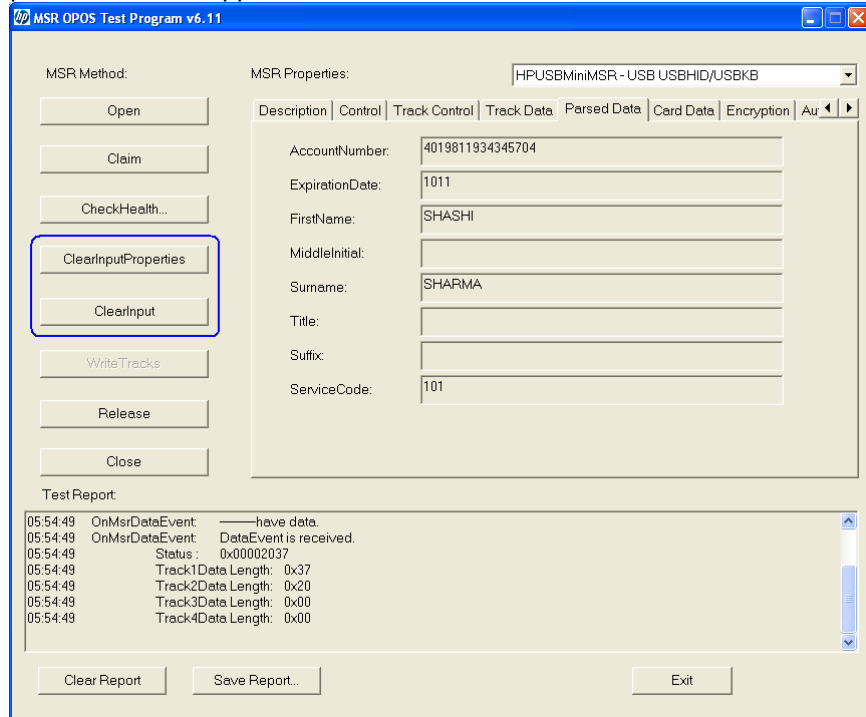 MSR OPOS Test Program v6.11
MSR Method:
MSR Properties:
HPUSBMiniMSR - USB USBHID/USBKB
Open
Claim
CheckHealth...
ClearInputProperties
ClearInput
WriteTracks
Release
Close
Description Control Track Control Track Data Parsed Data Card Data Encryption Au
AccountNumber: 4019811934345704
ExpirationDate: 1011
FirstName: SHASHI
MiddleInitial:
Surname: SHARMA
Title:
Suffix:
ServiceCode: 101
Test Report:
05:54:49 OnMsrDataEvent: ———have data.
05:54:49 OnMsrDataEvent: DataEvent is received.
05:54:49 Status : 0x00002037
05:54:49 Track1Data Length: 0x37
05:54:49 Track2Data Length: 0x20
05:54:49 Track3Data Length: 0x00
05:54:49 Track4Data Length: 0x00
Clear Report Save Report... Exit